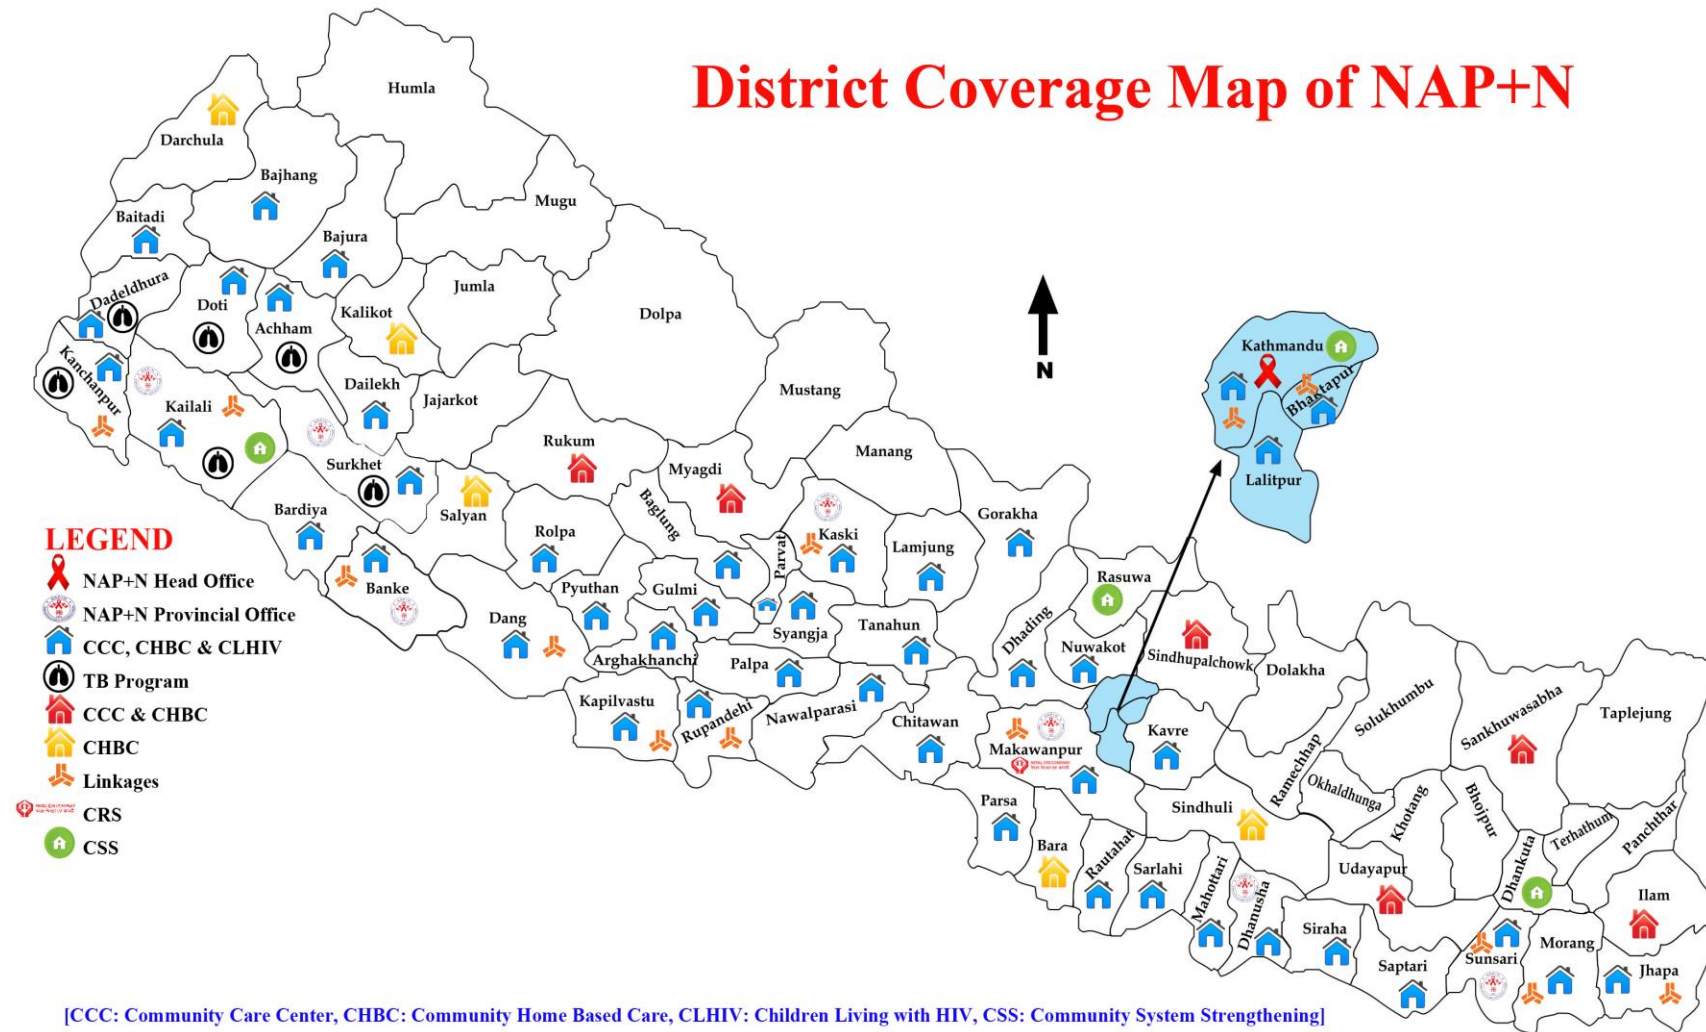 District Coverage Map of NAP+N
Humla
Darchula
Bajhang
Mugu
Baitadi
Bajura
Dadeldhura
Doti
Achham
Kalikot
Jumla
Dolpa
Kanchanpur
Kailali
Dailekh
Jajarkot
Mustang
N
Kathmandu
Bhaktapur
Lalitpur
Surkhet
Rukum
Myagdi
Manang
Salyan
Bardiya
Rolpa
Baglung
Parvat
Kaski
Lamjung
Gorakha
Banke
Pyuthan
Gulmi
Dang
Arghakhanchi
Syangja
Tanahun
Dhading
Rasuwa
Nuwakot
Sindhupalchowk
Dolakha
Palpa
Kapilvastu
Rupandehi
Nawalparasi
Chitawan
Makawanpur
Kavre
Ramechhap
Solukhumbu
Sankhuwasabha
Taplejung
Okhaldhunga
Khotang
Bhojpur
Terhathum
Panchthar
Parsa
Bara
Rautahat
Sarlahi
Sindhuli
Mahottari
Dhanusha
Siraha
Udayapur
Saptari
Dhankuta
Sunsari
Morang
Ilam
Jhapa
LEGEND
NAP+N Head Office
NAP+N Provincial Office
CCC, CHBC & CLHIV
TB Program
CCC & CHBC
CHBC
Linkages
CRS
CSS
[CCC: Community Care Center, CHBC: Community Home Based Care, CLHIV: Children Living with HIV, CSS: Community System Strengthening]